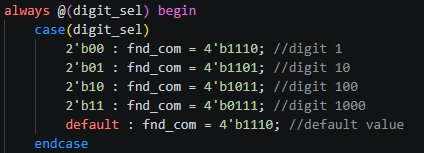 always @(digit_sel) begin
case(digit_sel)
2'b00 : fnd_com = 4'b1110; //digit 1
2'b01 : fnd_com = 4'b1101; //digit 10
2'b10 : fnd_com = 4'b1011; //digit 100
2'b11 : fnd_com = 4'b0111; //digit 1000
default : fnd_com = 4'b1110; //default value
endcase